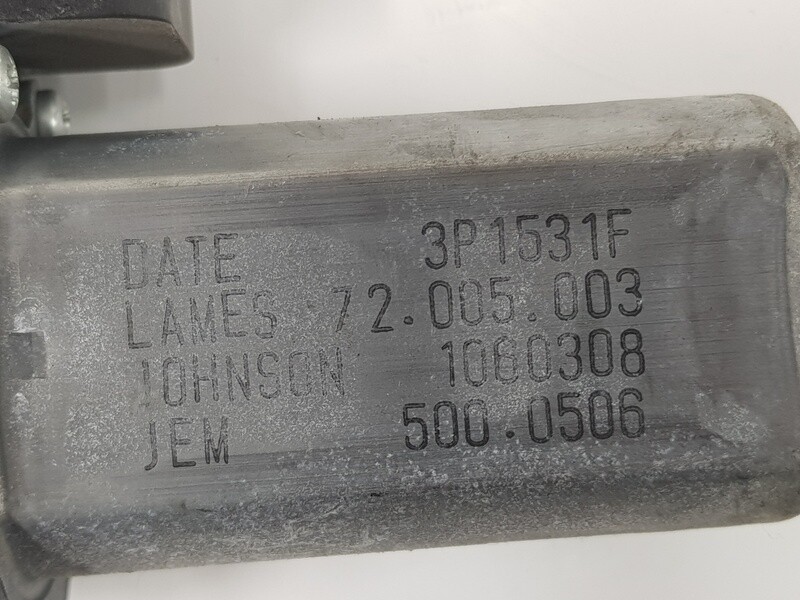 DATE 3P1531F
LAMES 72.005.003
JOHNSON 1060308
JEM 500.0506